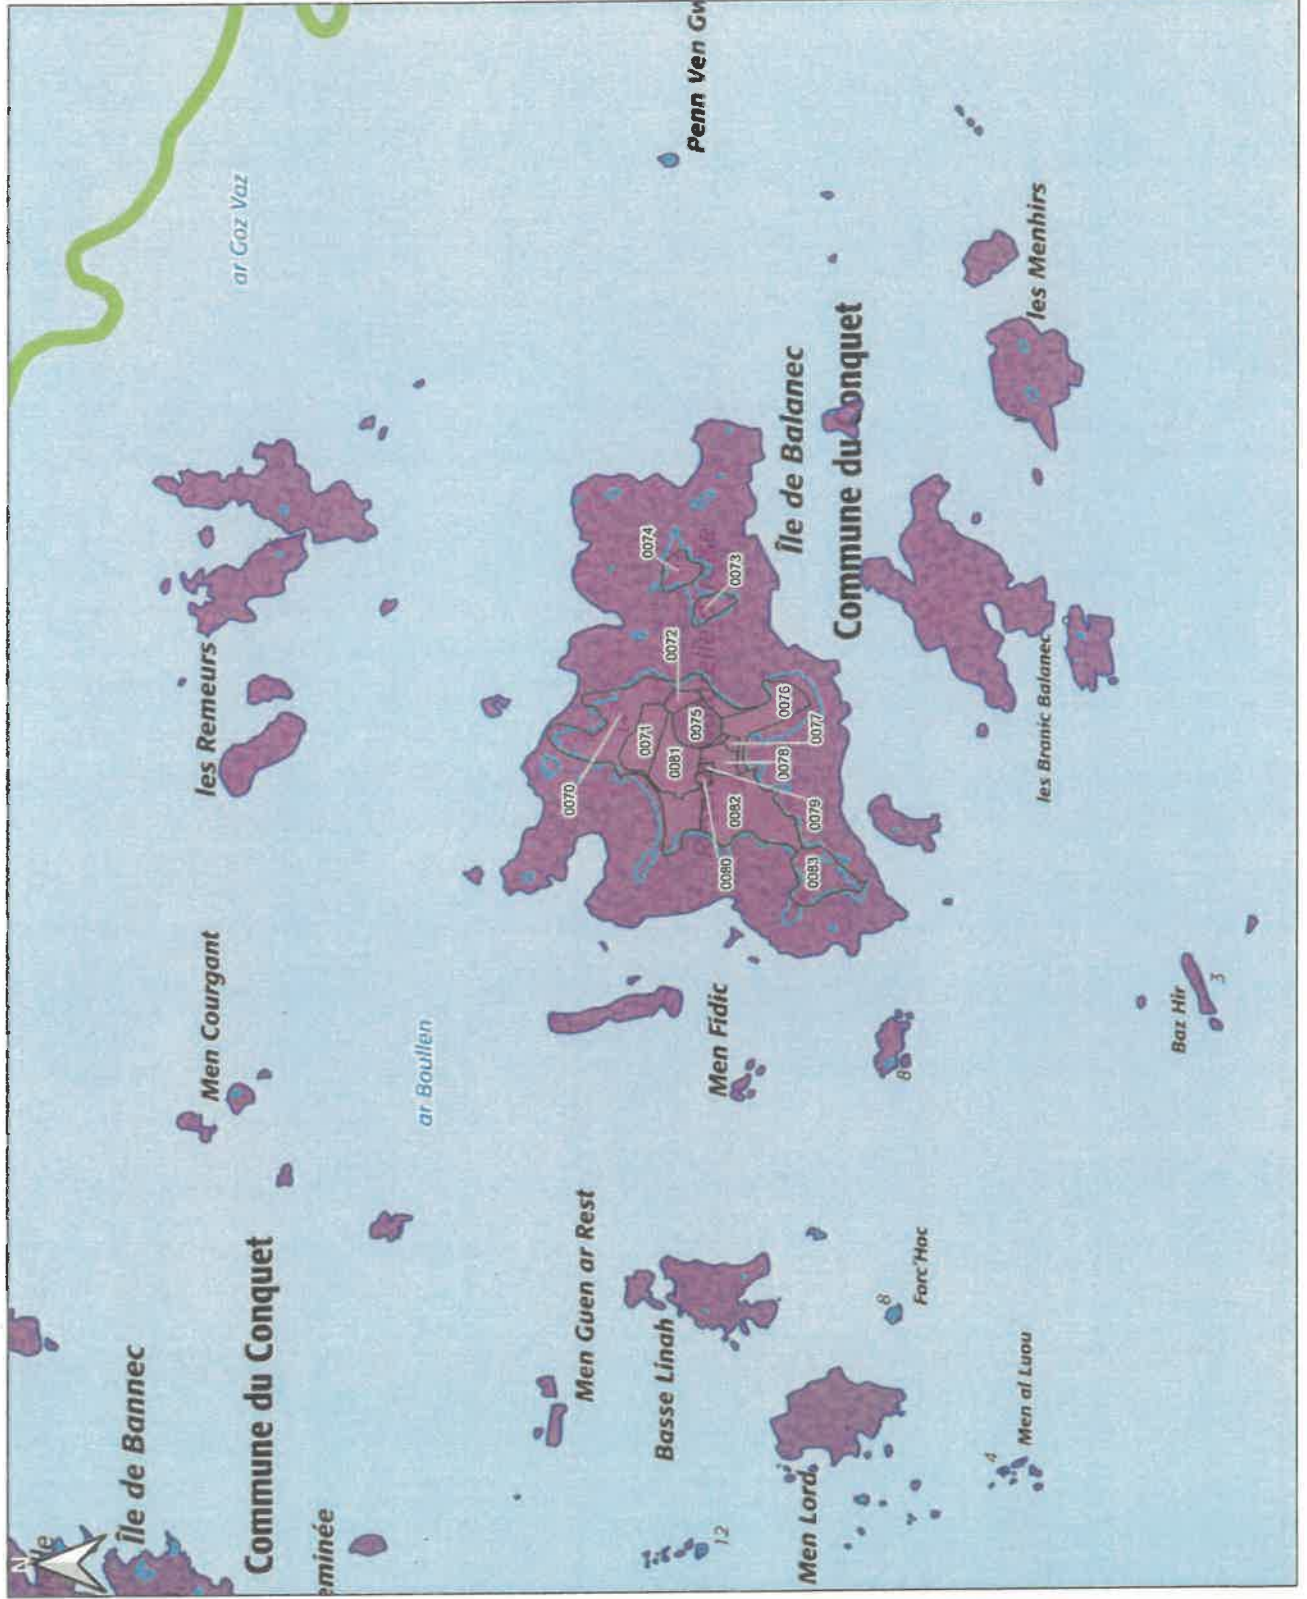 N
Île de Bannec
Men Courgant
les Remeurs
ar Goz Vaz
Commune du Conquet
eminée
ar Boullen
0070
Men Guen ar Rest
0071
0074
Basse Linah
0081
0072
0075
Penn Ven Gw
12
Men Fidic
0080
0082
0073
0078
0076
Île de Balanec
Men Lord
0083
0079
0077
Commune du Conquet
8
8
Forc'Hoc
4
Men al Luou
les Branic Balanec
les Menhirs
Baz Hir
3